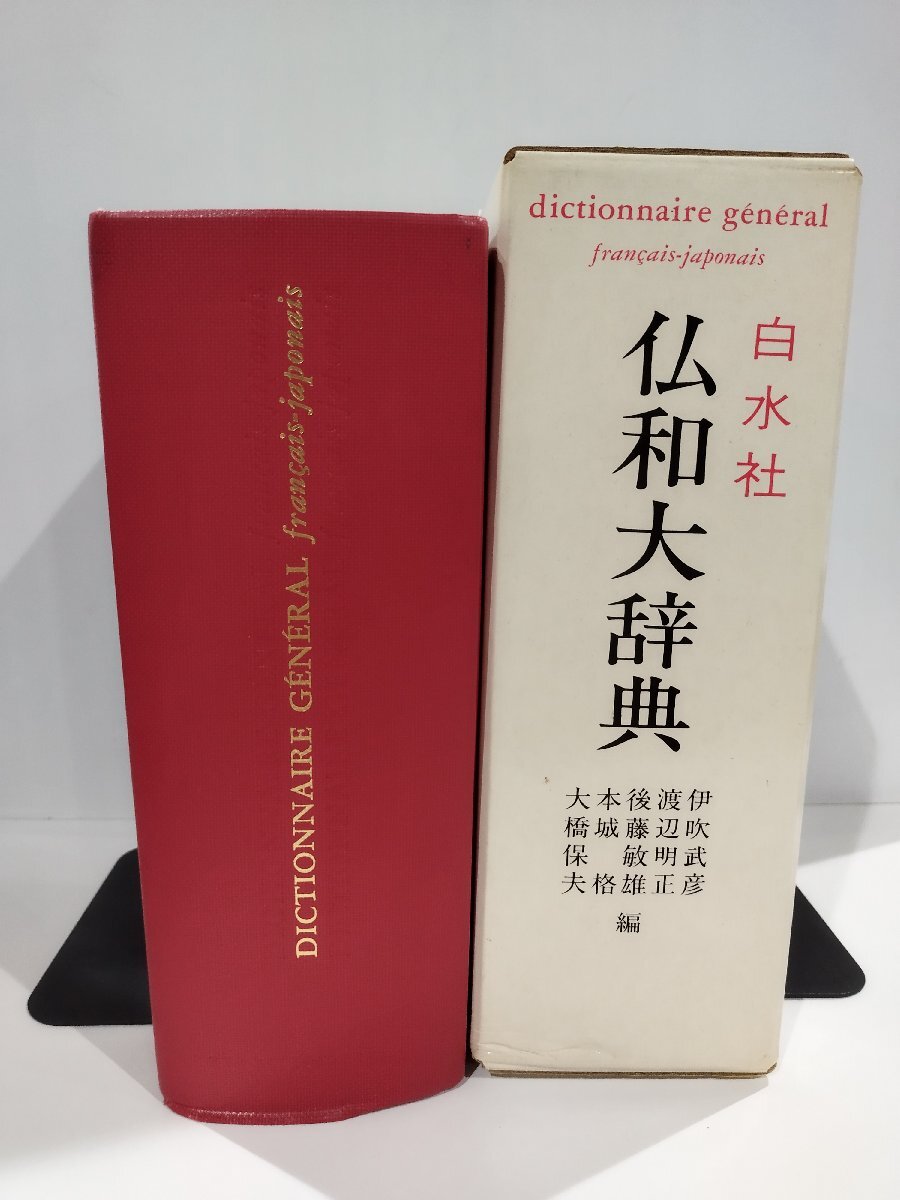 DICTIONNAIRE GÉNÉRAL français-japonais
dictionnaire général
français-japonais
白水社
仏和大辞典
伊吹武彦
渡辺明正
後藤敏雄
本城格
大橋保夫
編